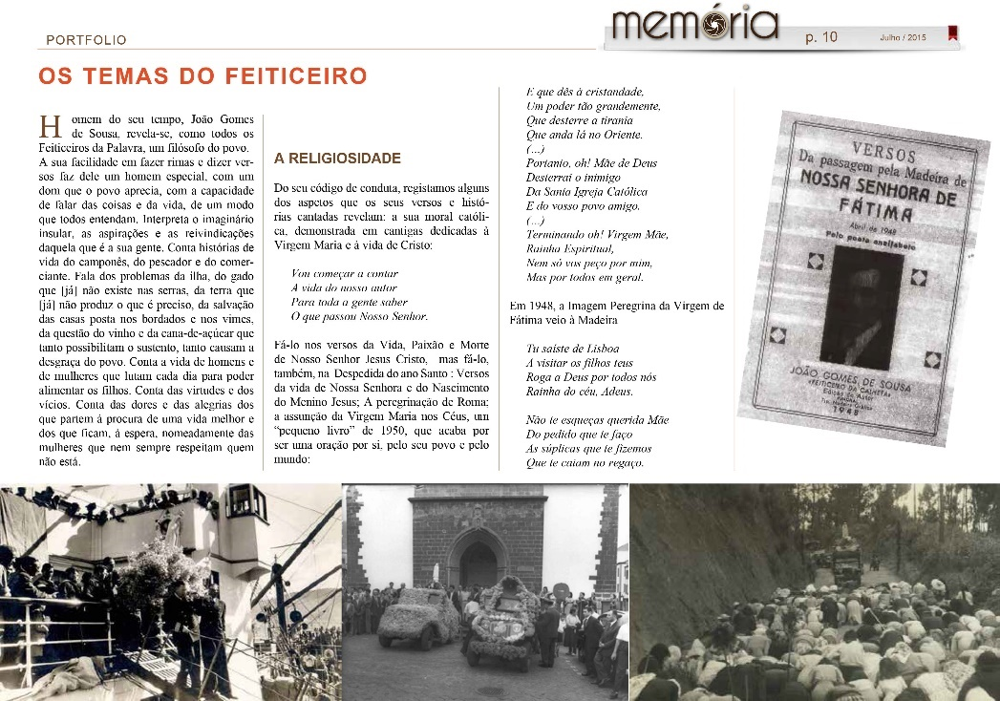 PORTFOLIO
memória
p. 10
Julho / 2015
OS TEMAS DO FEITICEIRO
Homem do seu tempo, João Gomes
de Sousa, revela-se, como todos os
Feiticeiros da Palavra, um filósofo do povo.
A sua facilidade em fazer rimas e dizer ver-
sos faz dele um homem especial, com um
dom que o povo aprecia, com a capacidade
de falar das coisas e da vida, de um modo
que todos entendam. Interpreta o imaginário
insular, as aspirações e as reivindicações
daquela que é a sua gente. Conta histórias de
vida do camponês, do pescador e do comer-
ciante. Fala dos problemas da ilha, do gado
que [já] não existe nas serras, da terra que
[já] não produz o que é preciso, da salvação
das casas posta nos bordados e nos vimes,
da questão do vinho e da cana-de-açúcar que
tanto possibilitam o sustento, tanto causam a
desgraça do povo. Conta a vida de homens e
de mulheres que lutam cada dia para poder
alimentar os filhos. Conta das virtudes e dos
vícios. Conta das dores e das alegrias dos
que partem à procura de uma vida melhor e
dos que ficam, à espera, nomeadamente das
mulheres que nem sempre respeitam quem
não está.
A RELIGIOSIDADE
Do seu código de conduta, registamos alguns
dos aspetos que os seus versos e histó-
rias cantadas revelam: a sua moral católi-
ca, demonstrada em cantigas dedicadas à
Virgem Maria e à vida de Cristo:
Vou começar a contar
A vida do nosso autor
Para toda a gente saber
O que passou Nosso Senhor.
Fá-lo nos versos da Vida, Paixão e Morte
de Nosso Senhor Jesus Cristo, mas fá-lo,
também, na Despedida do ano Santo : Versos
da vida de Nossa Senhora e do Nascimento
do Menino Jesus; A peregrinação de Roma;
a assunção da Virgem Maria nos Céus, um
“pequeno livro” de 1950, que acaba por
ser uma oração por si, pelo seu povo e pelo
mundo:
E que dês à cristandade,
Um poder tão grandemente,
Que desterre a tirania
Que anda lá no Oriente.
(...)
Portanto, oh! Mãe de Deus
Desterrai o inimigo
Da Santa Igreja Católica
E do vosso povo amigo.
(...)
Terminando oh! Virgem Mãe,
Rainha Espiritual,
Nem só vos peço por mim,
Mas por todos em geral.
Em 1948, a Imagem Peregrina da Virgem de
Fátima veio à Madeira
Tu saíste de Lisboa
A visitar os filhos teus
Roga a Deus por todos nós
Rainha do céu, Adeus.
Não te esqueças querida Mãe
Do pedido que te faço
As súplicas que te fizemos
Que te caiam no regaço.
VERSOS
Da passagem pela Madeira de
NOSSA SENHORA DE
FÁTIMA
Abril de 1948
Pelo poeta analfabeto
JOÃO, GOMES, DE SOUSA
«FEITICEIRO DA CALHETA»
Edição do Autor
1948